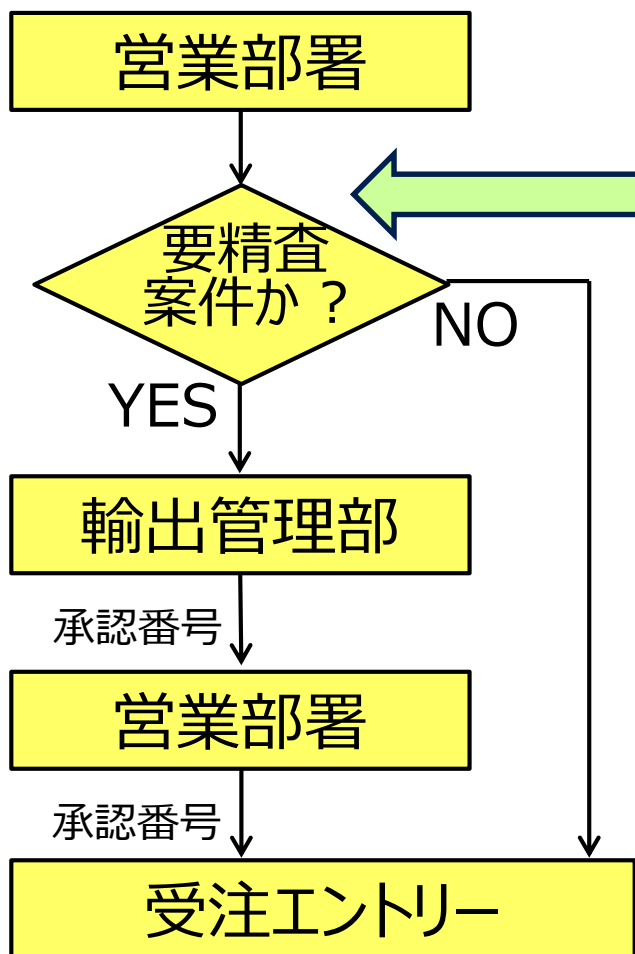 営業部署
要精査
案件か？
NO
YES
輸出管理部
承認番号
営業部署
承認番号
受注エントリー